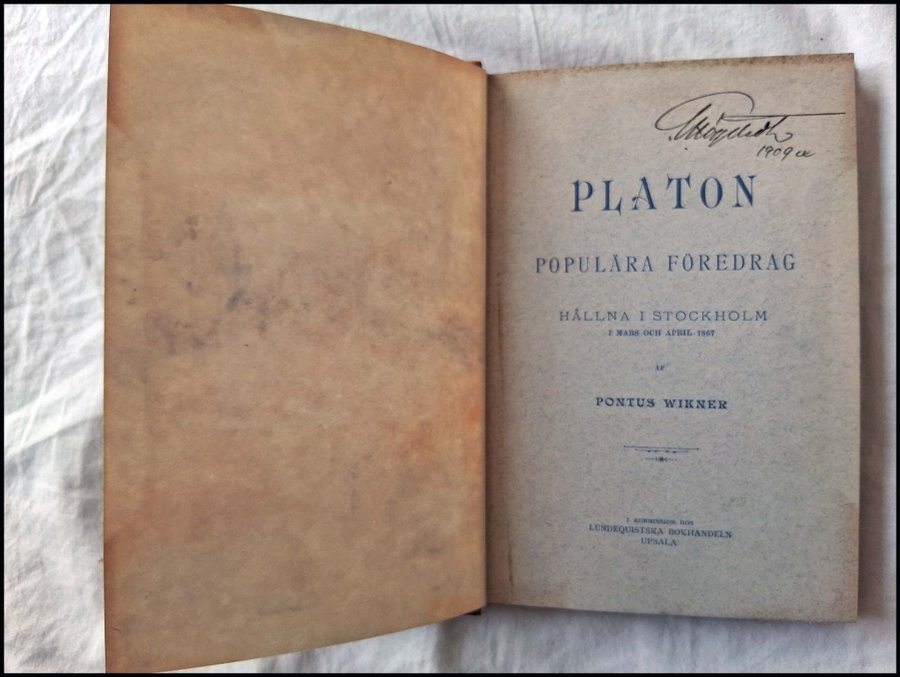 1909
PLATON
POPULÄRA FÖREDRAG
HÅLLNA I STOCKHOLM
I MARS OCH APRIL 1867
AF
PONTUS WIKNER
I KOMMISSION HOS
LUNDEQUISTSKA BOKHANDELN
UPSALA